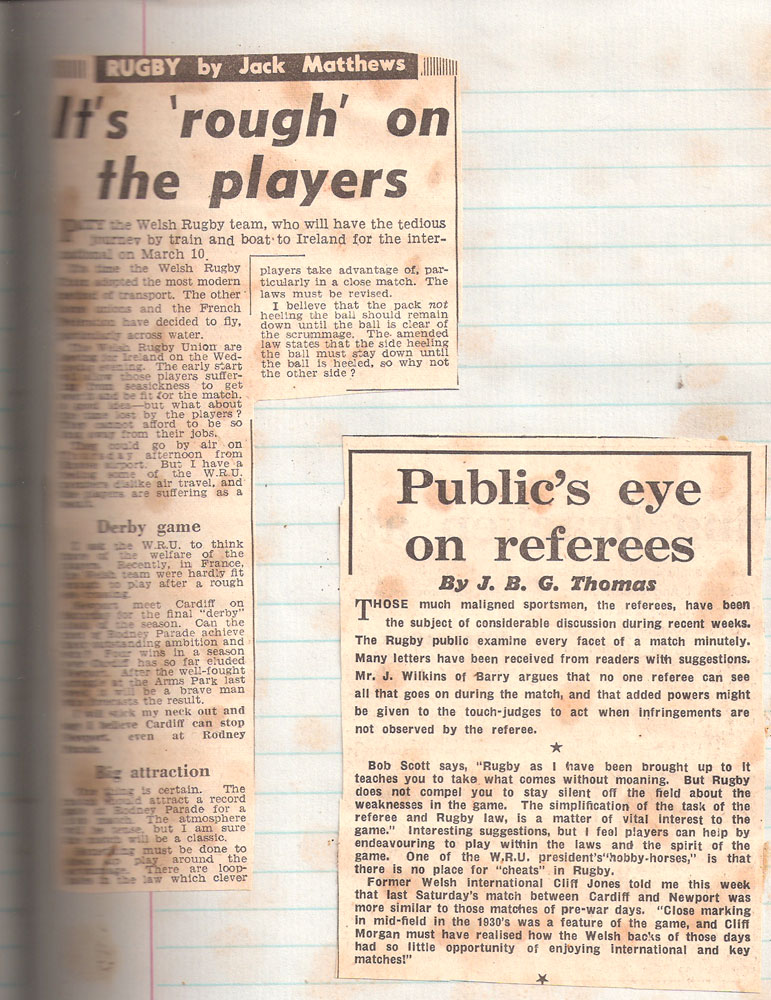 RUGBY by Jack Matthews
It's 'rough' on
the players
the Welsh Rugby team, who will have the tedious
journey by train and boat to Ireland for the inter-
on March 10.
time the Welsh Rugby
adopted the most modern
of transport. The other
unions and the French
have decided to fly,
across water.
The Welsh Rugby Union are
for Ireland on the Wed-
evening. The early start
those players suffer-
from seasickness to get
and be fit for the match.
idea—but what about
lost by the players?
They cannot afford to be so
away from their jobs.
They could go by air on
afternoon from
airport. But I have a
some of the W.R.U.
dislike air travel, and
the players are suffering as a
Derby game
the W.R.U. to think
of the welfare of the
Recently, in France,
team were hardly fit
to play after a rough
meet Cardiff on
for the final "derby"
of the season. Can the
Rodney Parade achieve
outstanding ambition and
Four wins in a season
has so far eluded
After the well-fought
at the Arms Park last
it will be a brave man
the result.
my neck out and
believe Cardiff can stop
even at Rodney
Big attraction
thing is certain. The
should attract a record
Rodney Parade for a
The atmosphere
but I am sure
will be a classic.
must be done to
play around the
There are loop-
in the law which clever
players take advantage of, par-
ticularly in a close match. The
laws must be revised.
I believe that the pack not
heeling the ball should remain
down until the ball is clear of
the scrummage. The amended
law states that the side heeling
the ball must stay down until
the ball is heeled, so why not
the other side?
Public's eye
on referees
By J. B. G. Thomas
THOSE much maligned sportsmen, the referees, have been
the subject of considerable discussion during recent weeks.
The Rugby public examine every facet of a match minutely.
Many letters have been received from readers with suggestions.
Mr. J. Wilkins of Barry argues that no one referee can see
all that goes on during the match, and that added powers might
be given to the touch-judges to act when infringements are
not observed by the referee.
Bob Scott says, "Rugby as I have been brought up to it
teaches you to take what comes without moaning. But Rugby
does not compel you to stay silent off the field about the
weaknesses in the game. The simplification of the task of the
referee and Rugby law, is a matter of vital interest to the
game." Interesting suggestions, but I feel players can help by
endeavouring to play within the laws and the spirit of the
game. One of the W.R.U. president's "hobby-horses," is that
there is no place for "cheats" in Rugby.
Former Welsh International Cliff Jones told me this week
that last Saturday's match between Cardiff and Newport was
more similar to those matches of pre-war days. "Close marking
in mid-field in the 1930's was a feature of the game, and Cliff
Morgan must have realised how the Welsh backs of those days
had so little opportunity of enjoying international and key
matches!"